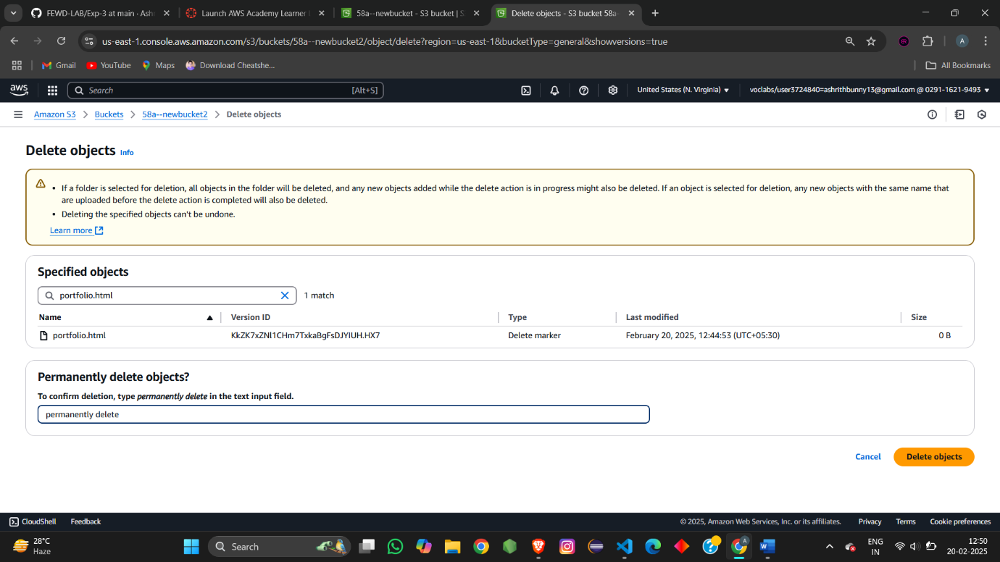 FEWD-LAB/Exp-3 at main · Ashr
Launch AWS Academy Learner
58a--newbucket - S3 bucket | S
Delete objects - S3 bucket 58a-
us-east-1.console.aws.amazon.com/s3/buckets/58a--newbucket2/object/delete?region=us-east-1&bucketType=general&showversions=true
A
Gmail
YouTube
Maps
Download Cheatshe...
All Bookmarks
aws
Search
[Alt+S]
United States (N. Virginia)
voclabs/user3724840=ashrithbunny13@gmail.com @ 0291-1621-9493
Amazon S3
Buckets
58a--newbucket2
Delete objects
Delete objects Info
• If a folder is selected for deletion, all objects in the folder will be deleted, and any new objects added while the delete action is in progress might also be deleted. If an object is selected for deletion, any new objects with the same name that
are uploaded before the delete action is completed will also be deleted.
• Deleting the specified objects can't be undone.
Learn more
Specified objects
portfolio.html
1 match
Name
Version ID
Type
Last modified
Size
portfolio.html
KkZK7xZNl1CHm7TxkaBgFsDJYIUH.HX7
Delete marker
February 20, 2025, 12:44:53 (UTC+05:30)
0 B
Permanently delete objects?
To confirm deletion, type permanently delete in the text input field.
permanently delete
Cancel
Delete objects
CloudShell
Feedback
© 2025, Amazon Web Services, Inc. or its affiliates.
Privacy
Terms
Cookie preferences
28°C
Haze
Search
ENG
IN
12:50
20-02-2025